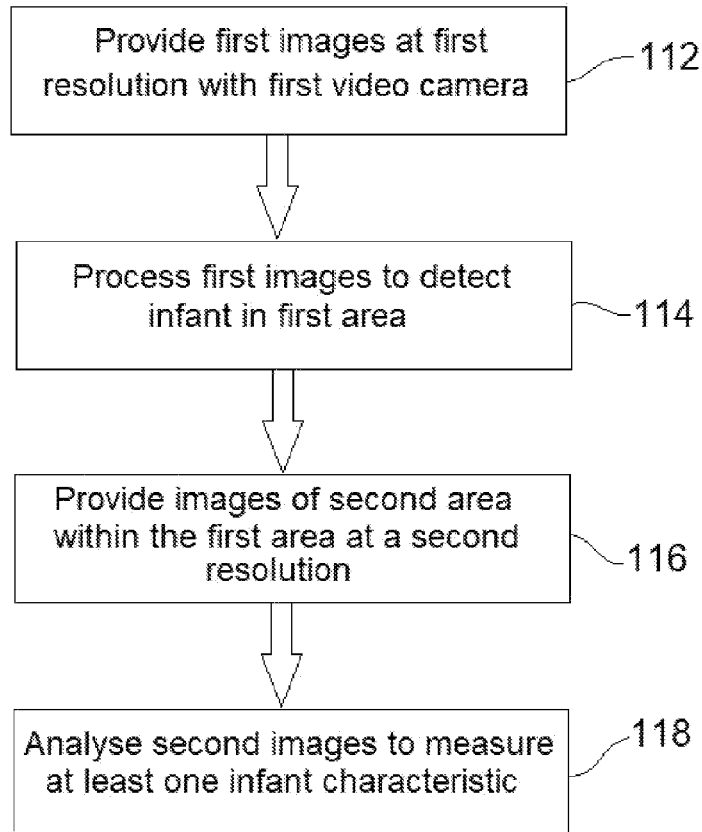 Provide first images at first
resolution with first video camera
112
Process first images to detect
infant in first area
114
Provide images of second area
within the first area at a second
resolution
116
Analyse second images to measure
at least one infant characteristic
118